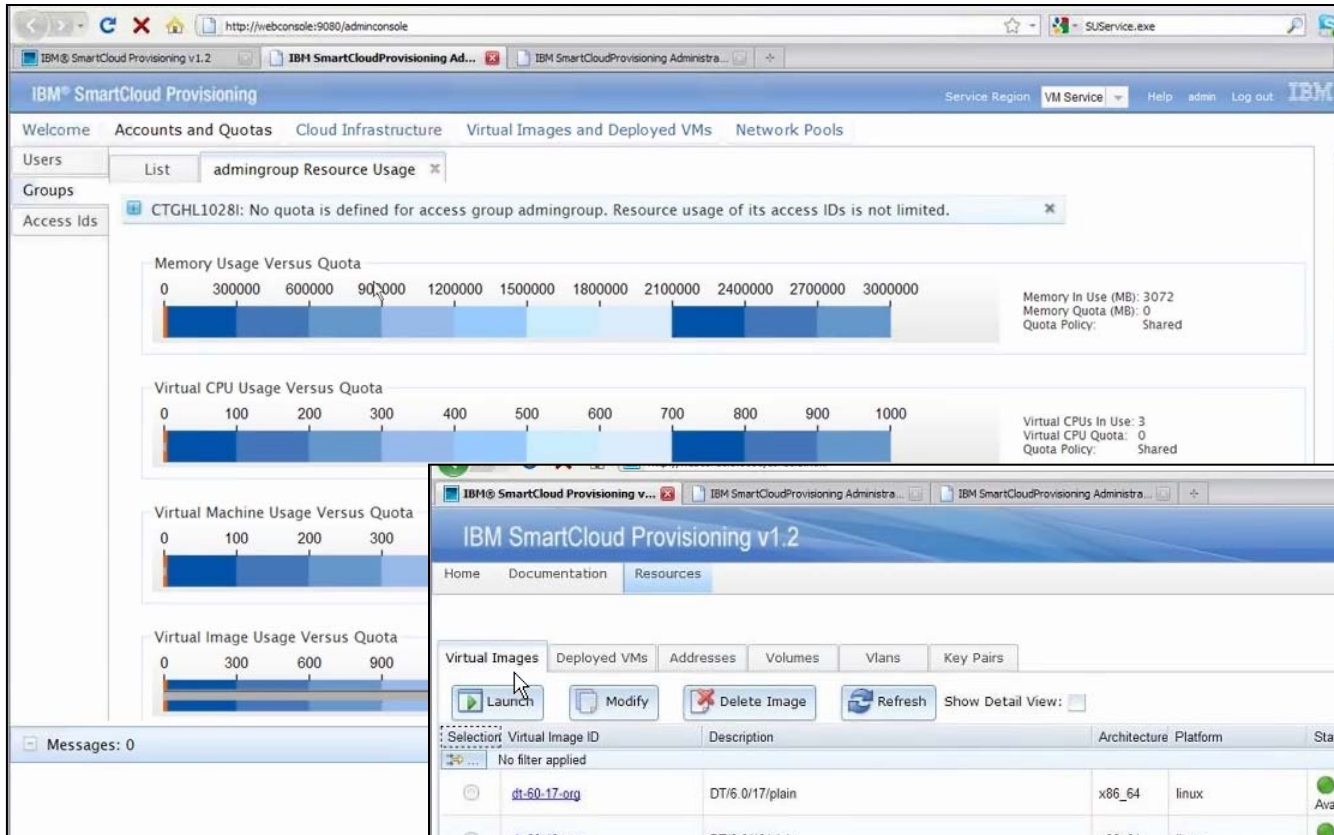 http://webconsole:9080/adminconsole
SUService.exe
IBM® SmartCloud Provisioning v1.2
IBM SmartCloudProvisioning Ad...
IBM SmartCloudProvisioning Administra...
IBM® SmartCloud Provisioning
Service Region VM Service Help admin Log out IBM
Welcome Accounts and Quotas Cloud Infrastructure Virtual Images and Deployed VMs Network Pools
Users
Groups
Access Ids
List admingroup Resource Usage
CTGHL1028I: No quota is defined for access group admingroup. Resource usage of its access IDs is not limited.
Memory Usage Versus Quota
0 300000 600000 900000 1200000 1500000 1800000 2100000 2400000 2700000 3000000
Memory In Use (MB): 3072
Memory Quota (MB): 0
Quota Policy: Shared
Virtual CPU Usage Versus Quota
0 100 200 300 400 500 600 700 800 900 1000
Virtual CPUs In Use: 3
Virtual CPU Quota: 0
Quota Policy: Shared
Virtual Machine Usage Versus Quota
0 100 200 300
Virtual Image Usage Versus Quota
0 300 600 900
Messages: 0
IBM® SmartCloud Provisioning v...
IBM SmartCloudProvisioning Administra...
IBM SmartCloudProvisioning Administra...
IBM SmartCloud Provisioning v1.2
Home Documentation Resources
Virtual Images Deployed VMs Addresses Volumes Vlans Key Pairs
Launch Modify Delete Image Refresh Show Detail View:
Selection Virtual Image ID Description Architecture Platform Sta
... No filter applied
dt-60-17-org DT/6.0/17/plain x86_64 linux
Ava